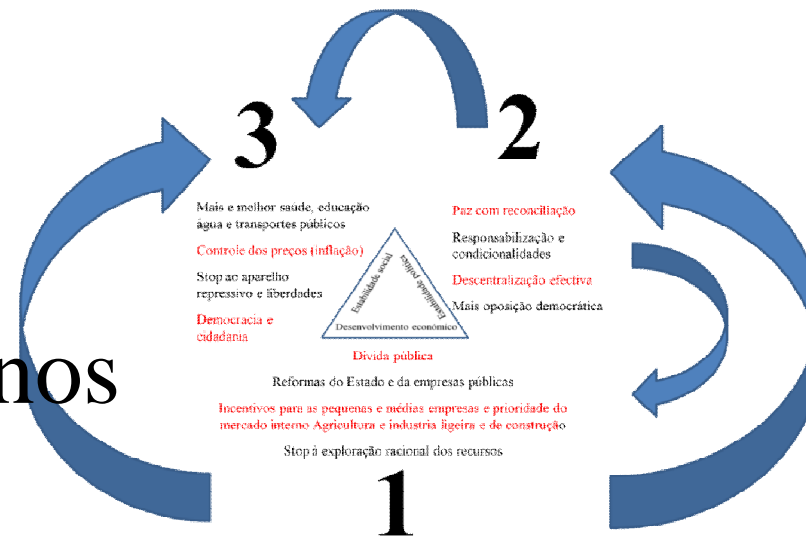 3
2
Mais e melhor saúde, educação
água e transportes públicos
Controle dos preços (inflação)
Stop ao aparelho
repressivo e liberdades
Democracia e
cidadania
Paz com reconciliação
Responsabilização e
condicionalidades
Descentralização efectiva
Mais oposição democrática
Estabilidade social
Estabilidade política
Desenvolvimento económico
nos
Dívida pública
Reformas do Estado e da empresas públicas
Incentivos para as pequenas e médias empresas e prioridade do
mercado interno Agricultura e industria ligeira e de construção
Stop à exploração racional dos recursos
1